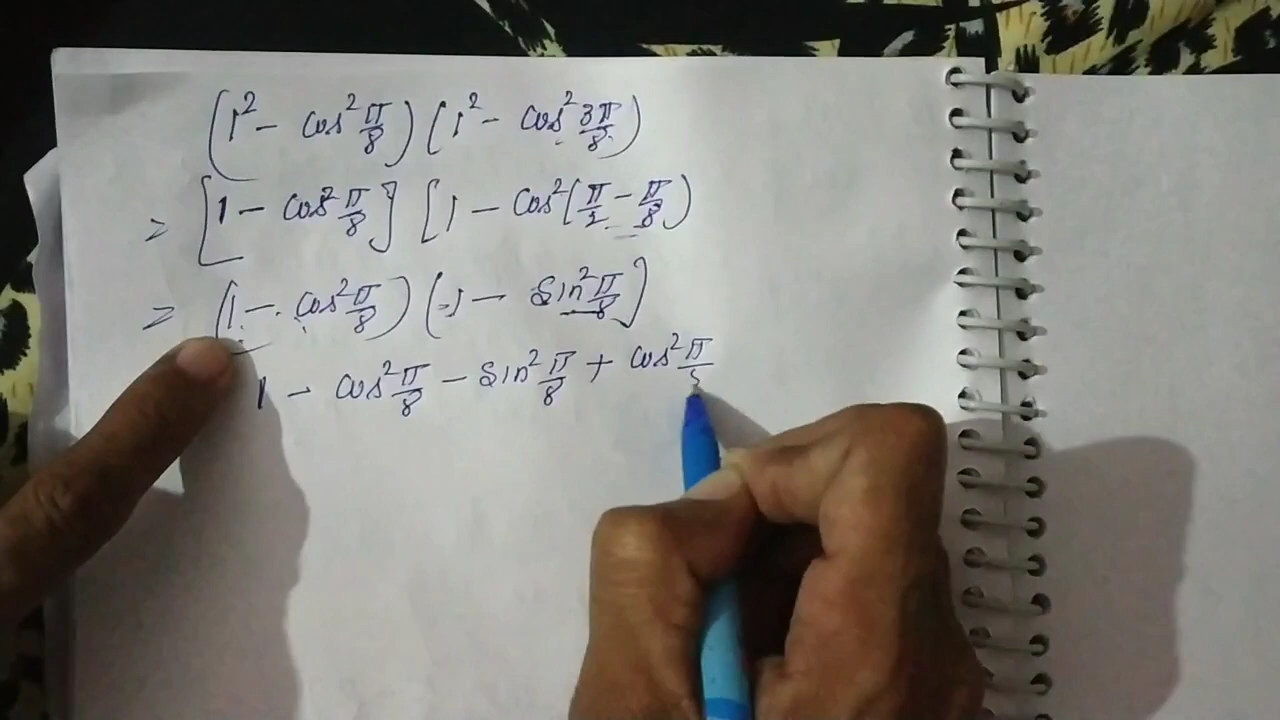 (1² - cos² π/8) (1² - cos² 3π/8)
= [1 - cos² π/8] [1 - cos² (π/2 - π/8)
= (1 - cos² π/8) (1 - sin² π/8]
1 - cos² π/8 - sin² π/8 + cos² π/